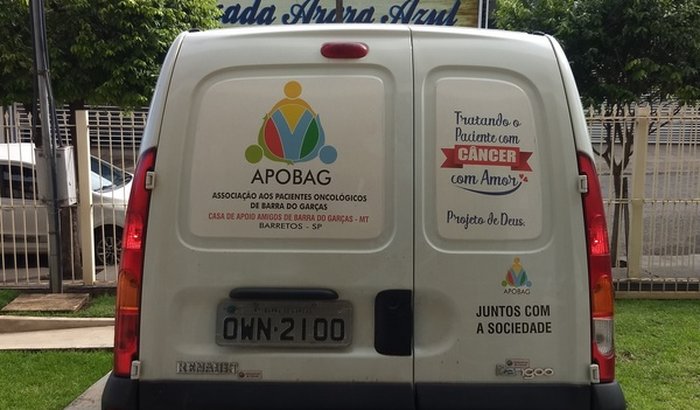 sada Arara Azul
APOBAG
ASSOCIAÇÃO AOS PACIENTES ONCOLÓGICOS
DE BARRA DO GARÇAS
CASA DE APOIO AMIGOS DE BARRA DO GARÇAS - MT
BARRETOS - SP
Tratando o
Paciente com
CÂNCER
com Amor
Projeto de Deus.
APOBAG
JUNTOS COM
A SOCIEDADE
OWN-2100
RENAULT